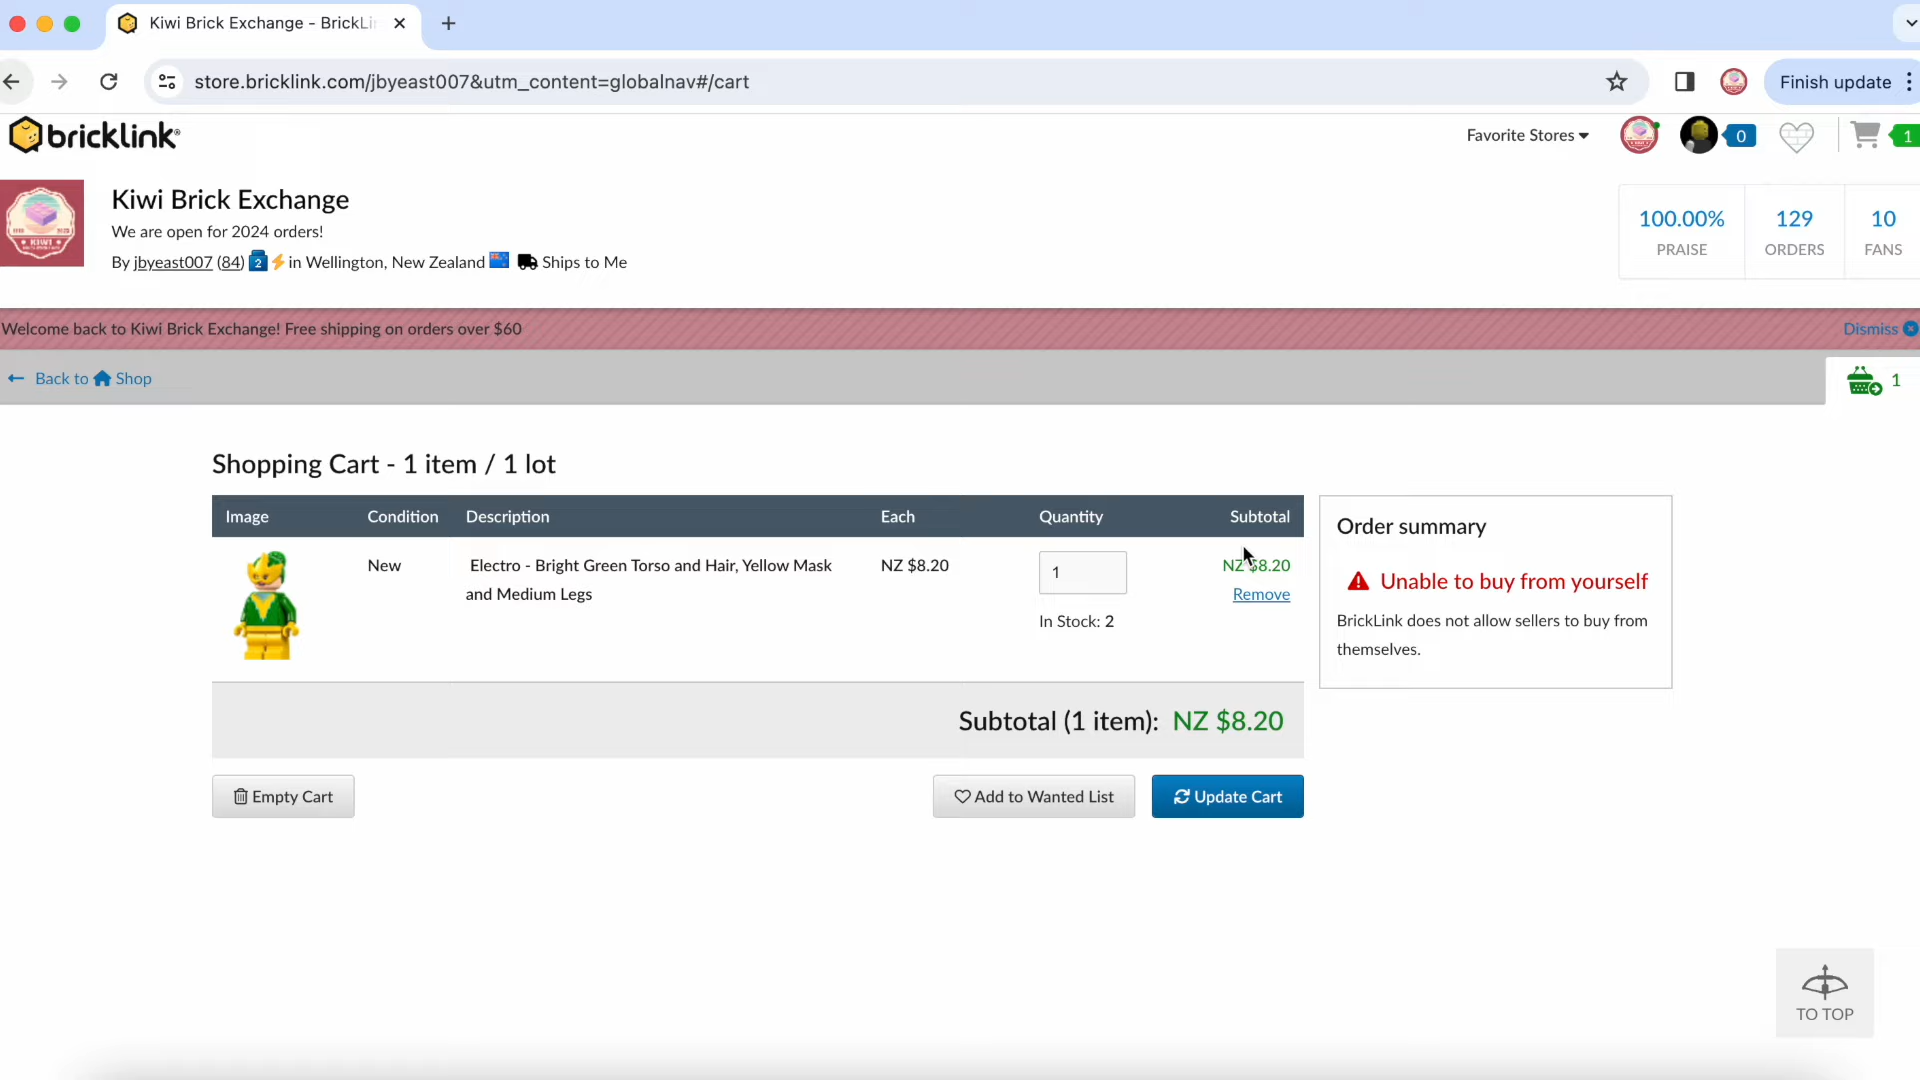 Kiwi Brick Exchange - BrickLi
store.bricklink.com/jbyeast007&utm_content=globalnav#/cart
Finish update
bricklink®
Favorite Stores
0
1
Kiwi Brick Exchange
We are open for 2024 orders!
By jbyeast007 (84) 2 in Wellington, New Zealand Ships to Me
100.00%
PRAISE
129
ORDERS
10
FANS
Welcome back to Kiwi Brick Exchange! Free shipping on orders over $60
Dismiss
Back to Shop
1
Shopping Cart - 1 item / 1 lot
Image Condition Description Each Quantity Subtotal
New Electro - Bright Green Torso and Hair, Yellow Mask NZ $8.20 1 NZ $8.20
and Medium Legs Remove
In Stock: 2
Subtotal (1 item): NZ $8.20
Order summary
Unable to buy from yourself
BrickLink does not allow sellers to buy from
themselves.
Empty Cart
Add to Wanted List
Update Cart
TO TOP